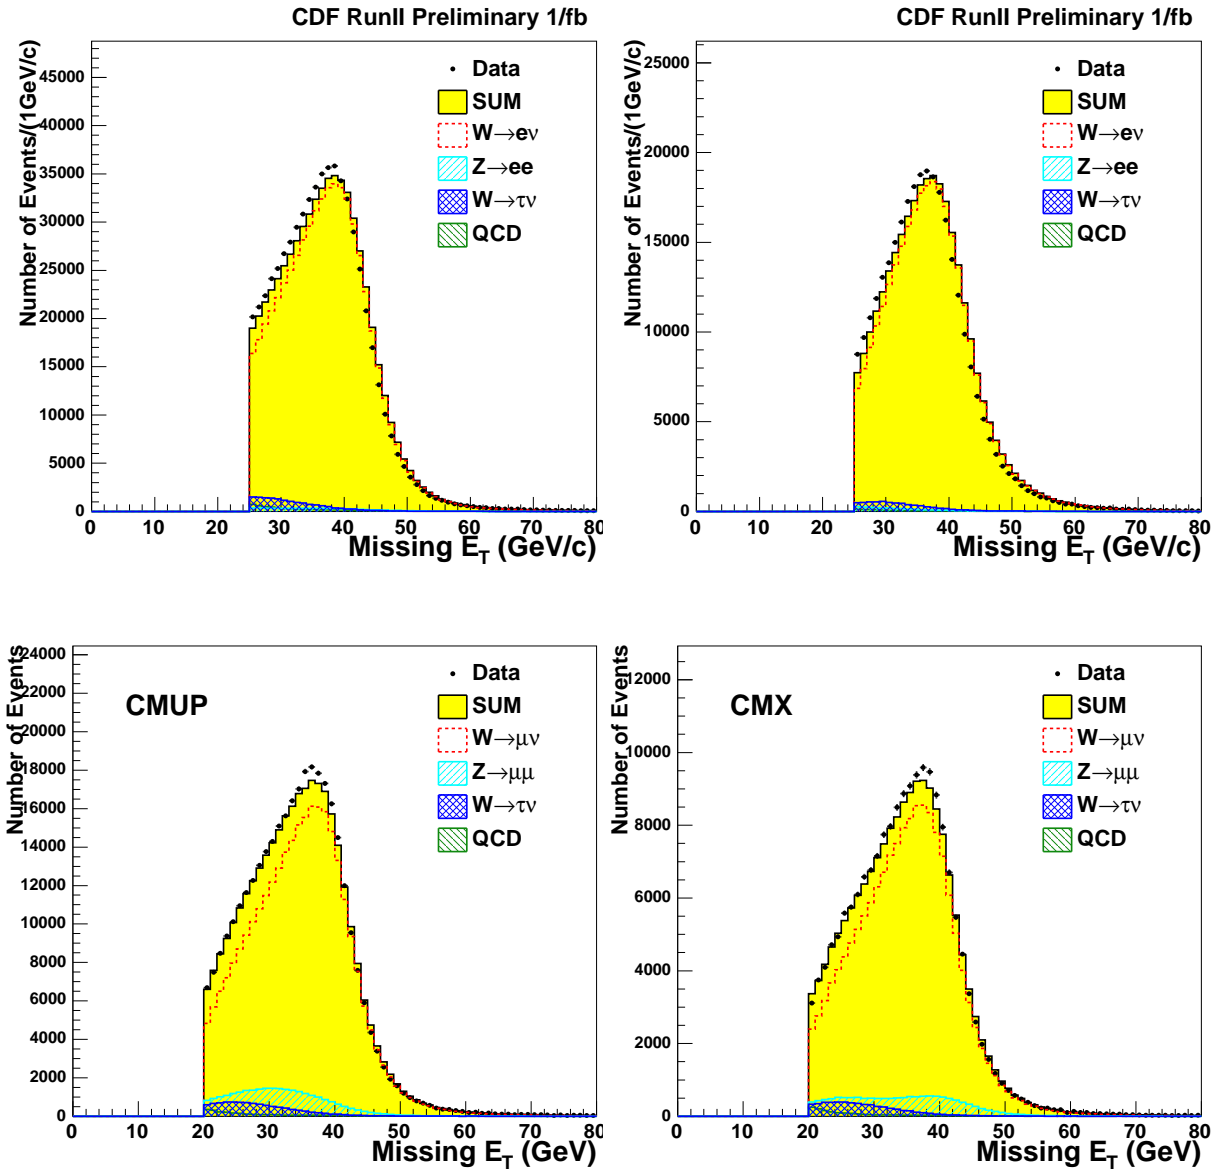 CDF RunII Preliminary 1/fb
Number of Events/(1GeV/c)
45000
40000
35000
30000
25000
20000
15000
10000
5000
0
Data
SUM
W→eν
Z→ee
W→τν
QCD
0 10 20 30 40 50 60 70 80
Missing E_T (GeV/c)
CDF RunII Preliminary 1/fb
Number of Events/(1GeV/c)
25000
20000
15000
10000
5000
0
Data
SUM
W→eν
Z→ee
W→τν
QCD
0 10 20 30 40 50 60 70 80
Missing E_T (GeV/c)
Number of Events
24000
22000
20000
18000
16000
14000
12000
10000
8000
6000
4000
2000
0
CMUP
Data
SUM
W→μν
Z→μμ
W→τν
QCD
0 10 20 30 40 50 60 70 80
Missing E_T (GeV)
Number of Events
12000
10000
8000
6000
4000
2000
0
CMX
Data
SUM
W→μν
Z→μμ
W→τν
QCD
0 10 20 30 40 50 60 70 80
Missing E_T (GeV)